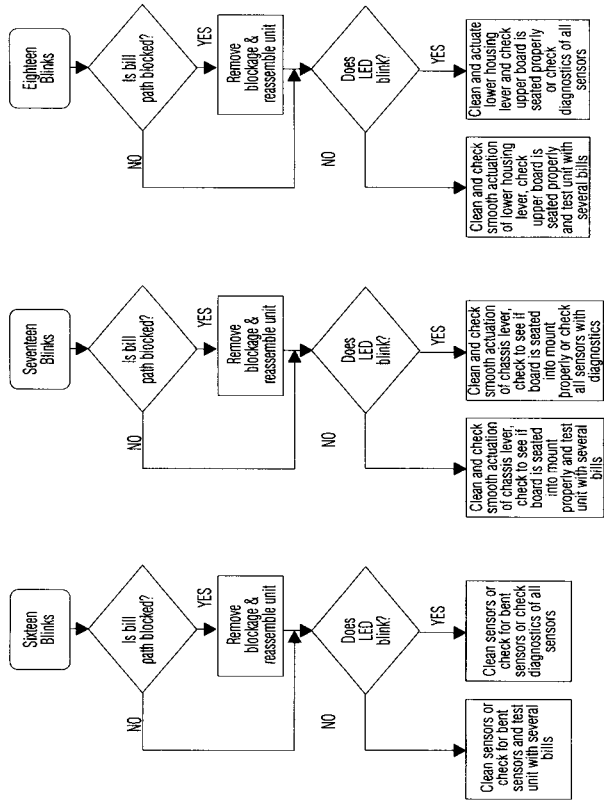 Sixteen
Blinks
Is bill
path blocked?
NO
YES
Remove
blockage &
reassemble unit
Does
LED
blink?
NO
YES
Clean sensors or
check for bent
sensors and test
unit with several
bills
Clean sensors or
check for bent
sensors or check
diagnostics of all
sensors
Seventeen
Blinks
Is bill
path blocked?
NO
YES
Remove
blockage &
reassemble unit
Does
LED
blink?
NO
YES
Clean and check
smooth actuation
of chassis lever,
check to see if
board is seated
into mount
properly and test
unit with several
bills
Clean and check
smooth actuation
of chassis lever,
check to see if
board is seated
into mount
properly or check
all sensors with
diagnostics
Eighteen
Blinks
Is bill
path blocked?
NO
YES
Remove
blockage &
reassemble unit
Does
LED
blink?
NO
YES
Clean and check
smooth actuation
of lower housing
lever, check
upper board is
seated properly
and test unit with
several bills
Clean and actuate
lower housing
lever and check
upper board is
seated properly
or check
diagnostics of all
sensors